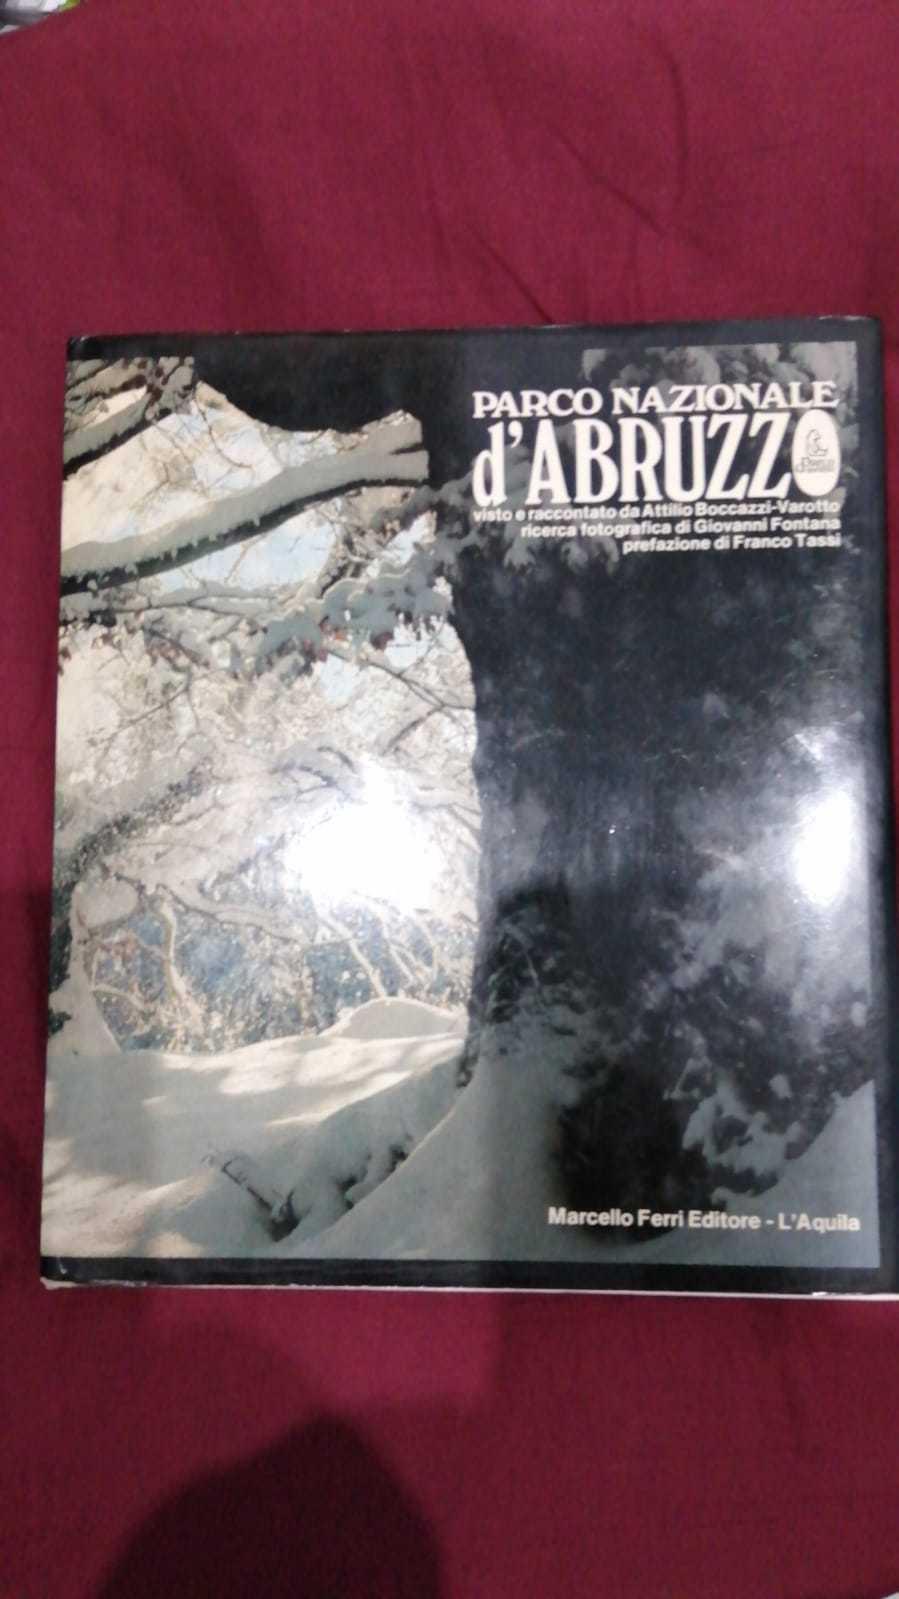 PARCO NAZIONALE
d'ABRUZZO
visto e raccontato da Attilio Boccazzi-Varotto
ricerca fotografica di Giovanni Fontana
prefazione di Franco Tassi
Marcello Ferri Editore - L'Aquila